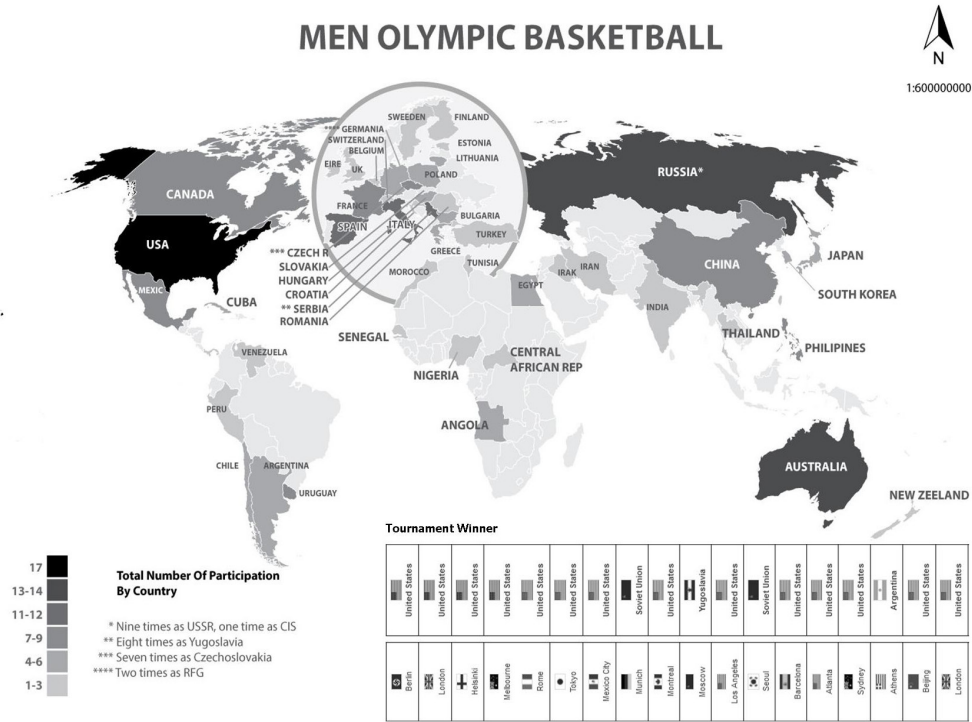 MEN OLYMPIC BASKETBALL
N
1:600000000
SWEDEN
FINLAND
**** GERMANIA
SWITZERLAND
BELGIUM
ESTONIA
LITHUANIA
EIRE
UK
POLAND
FRANCE
SPAIN
ITALY
BULGARIA
TURKEY
GREECE
*** CZECH R
SLOVAKIA
HUNGARY
CROATIA
** SERBIA
ROMANIA
MOROCCO
TUNISIA
CANADA
USA
MEXIC
CUBA
RUSSIA*
CHINA
JAPAN
SOUTH KOREA
IRAK
IRAN
EGYPT
INDIA
THAILAND
PHILIPINES
SENEGAL
NIGERIA
CENTRAL
AFRICAN REP
ANGOLA
VENEZUELA
PERU
CHILE
ARGENTINA
URUGUAY
AUSTRALIA
NEW ZEELAND
17
13-14
11-12
7-9
4-6
1-3
Total Number Of Participation
By Country
* Nine times as USSR, one time as CIS
** Eight times as Yugoslavia
*** Seven times as Czechoslovakia
**** Two times as RFG
Tournament Winner
United States
United States
United States
United States
United States
United States
United States
Soviet Union
United States
Yugoslavia
United States
Soviet Union
United States
United States
United States
Argentina
United States
United States
Berlin
London
Helsinki
Melbourne
Rome
Tokyo
Mexico City
Munich
Montreal
Moscow
Los Angeles
Seoul
Barcelona
Atlanta
Sydney
Athens
Beijing
London